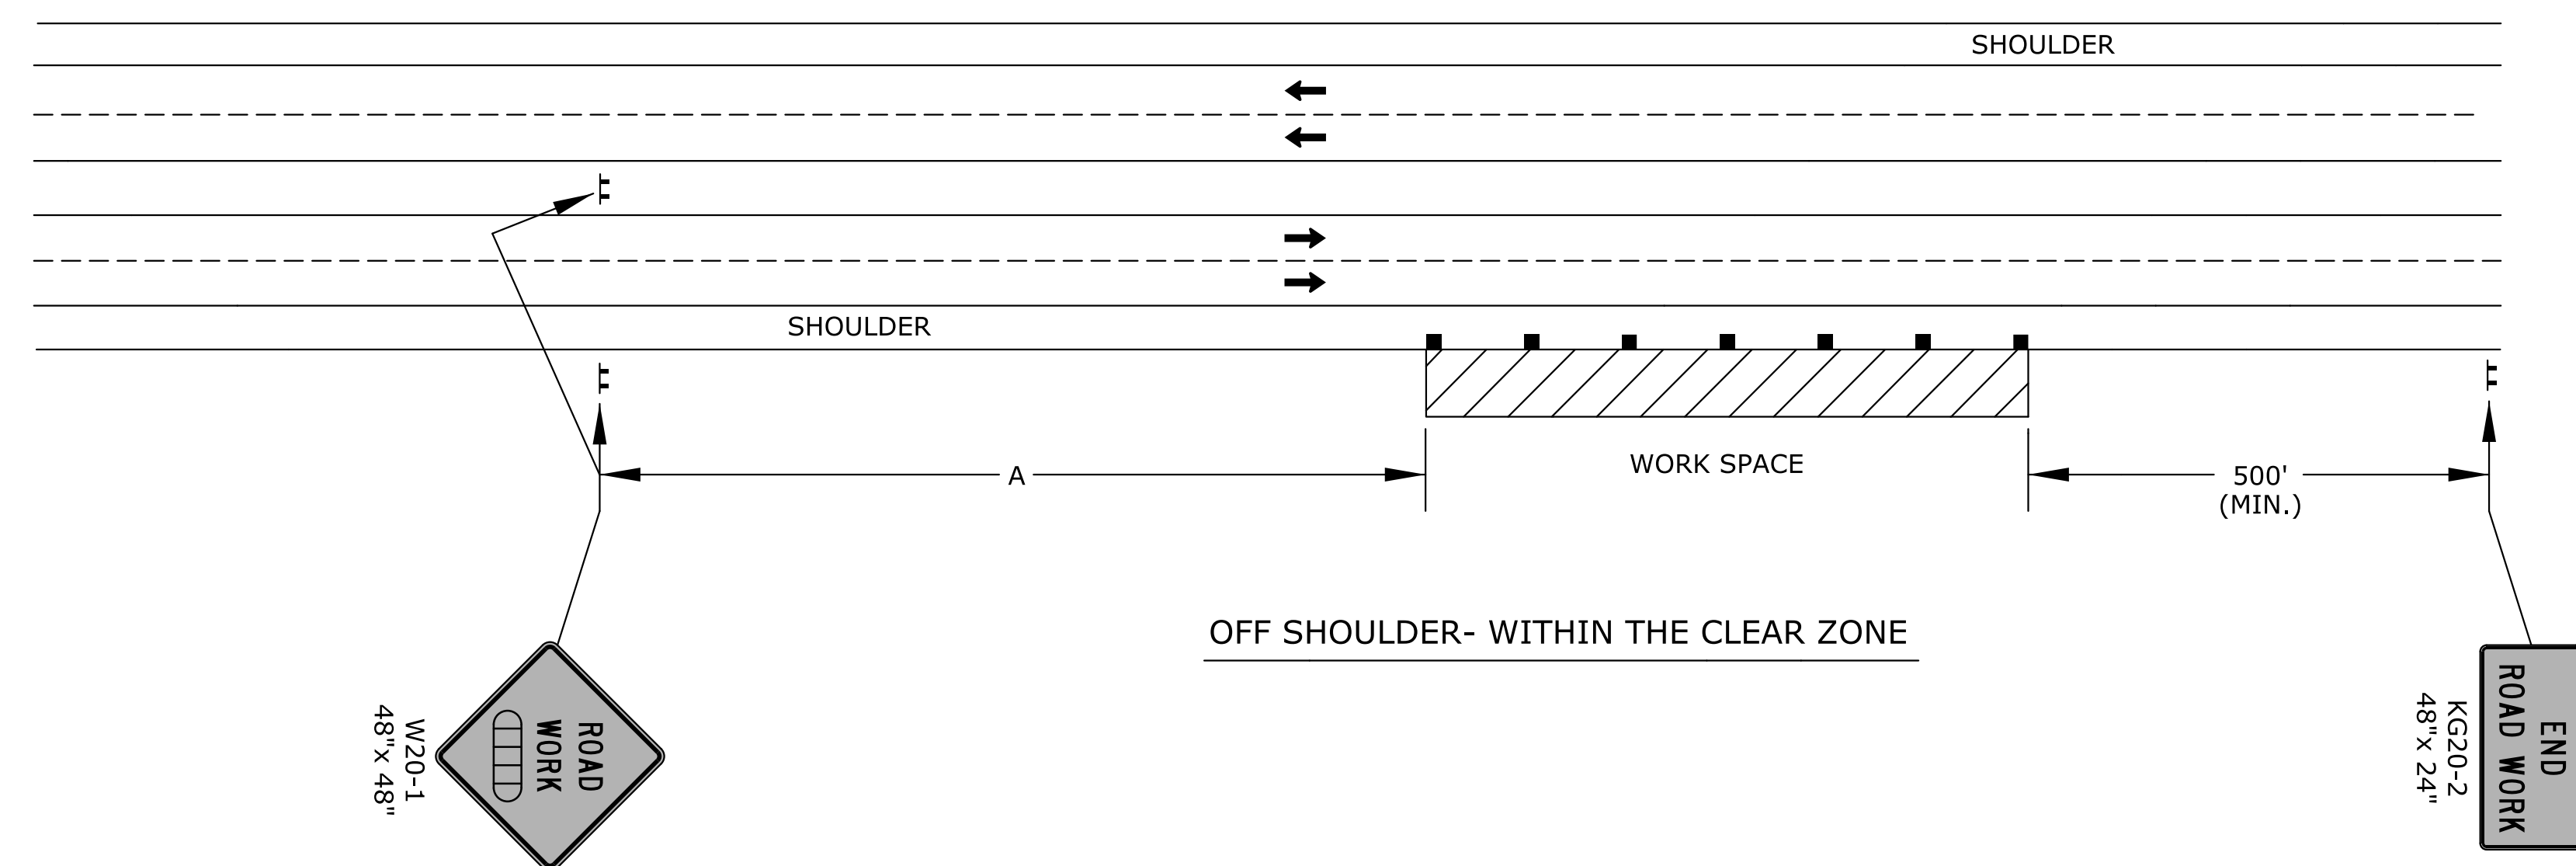 SHOULDER
SHOULDER
A
WORK SPACE
500'
(MIN.)
OFF SHOULDER- WITHIN THE CLEAR ZONE
ROAD
WORK
W20-1
48"x 48"
END
ROAD WORK
KG20-2
48"x 24"